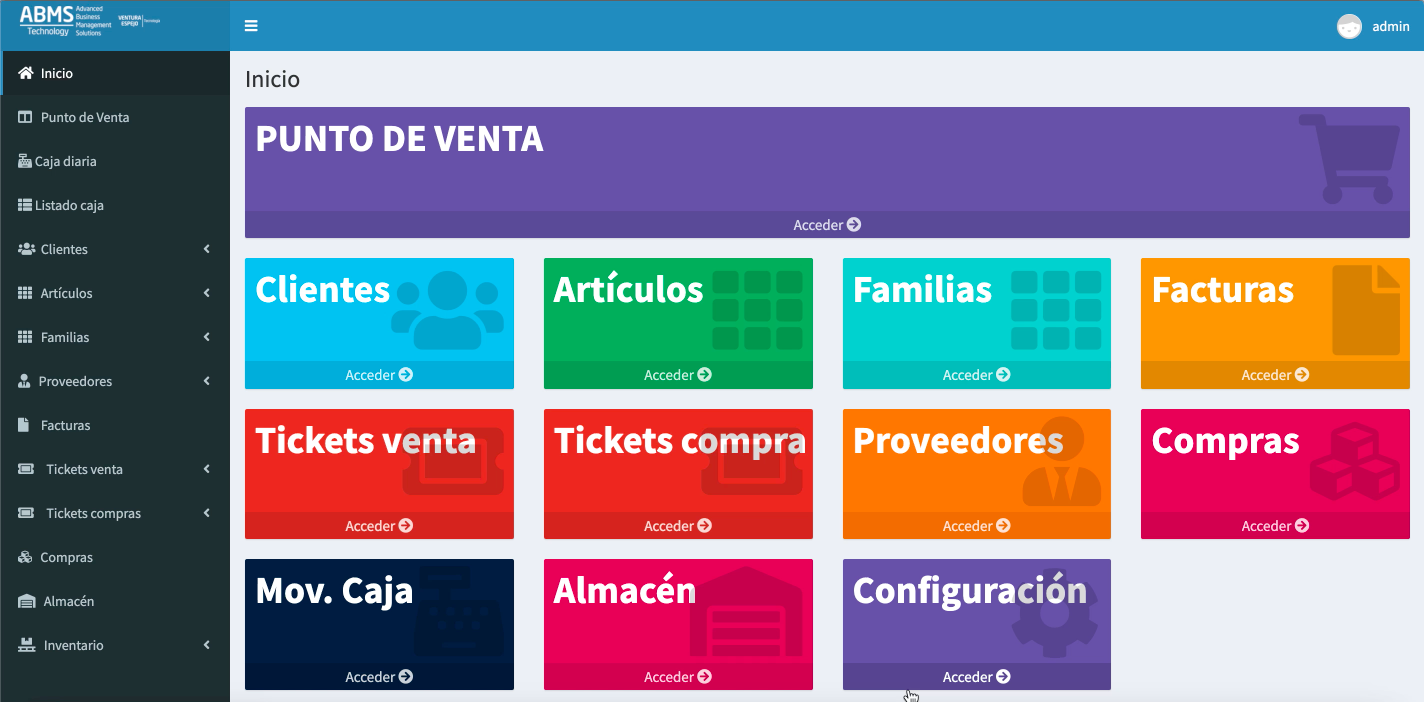 ABMS Advanced Business Management Solutions
Technology
VENTURA ESPEJO Tecnología
admin
Inicio
Punto de Venta
Caja diaria
Listado caja
Clientes
Artículos
Familias
Proveedores
Facturas
Tickets venta
Tickets compras
Compras
Almacén
Inventario
Inicio
PUNTO DE VENTA
Acceder
Clientes
Acceder
Artículos
Acceder
Familias
Acceder
Facturas
Acceder
Tickets venta
Acceder
Tickets compra
Acceder
Proveedores
Acceder
Compras
Acceder
Mov. Caja
Acceder
Almacén
Acceder
Configuración
Acceder